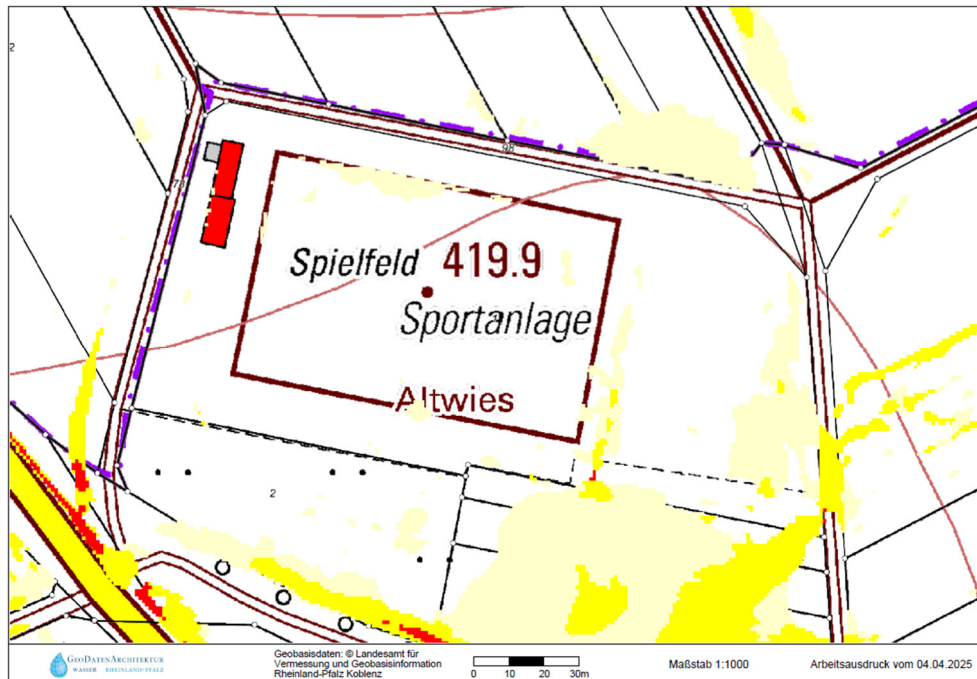 2
98
73
Spielfeld 419.9
Sportanlage
Altwies
2
GEODATENARCHITEKTUR
WASSER RHEINLAND-PFALZ
Geobasisdaten: © Landesamt für
Vermessung und Geobasisinformation
Rheinland-Pfalz Koblenz
0 10 20 30m
Maßstab 1:1000
Arbeitsausdruck vom 04.04.2025